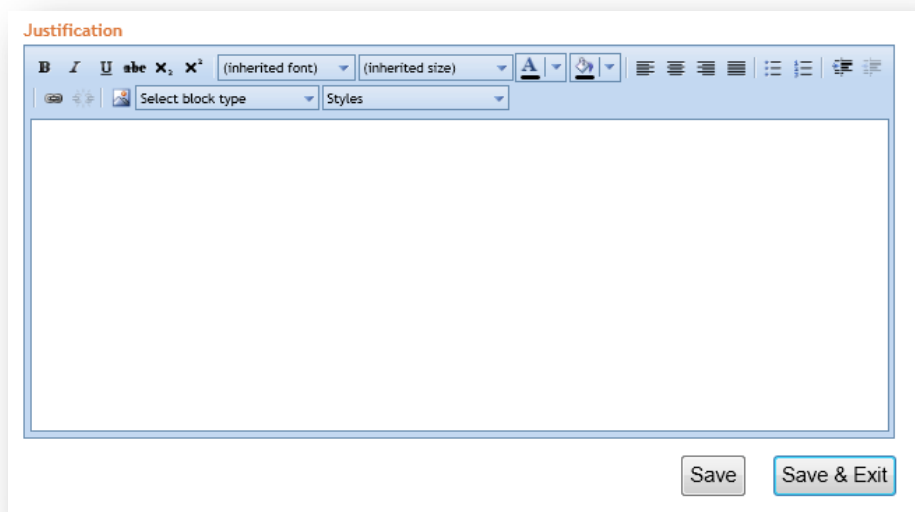 Justification
B I U abc X₂ X² (inherited font) (inherited size) A
Select block type Styles
Save Save & Exit